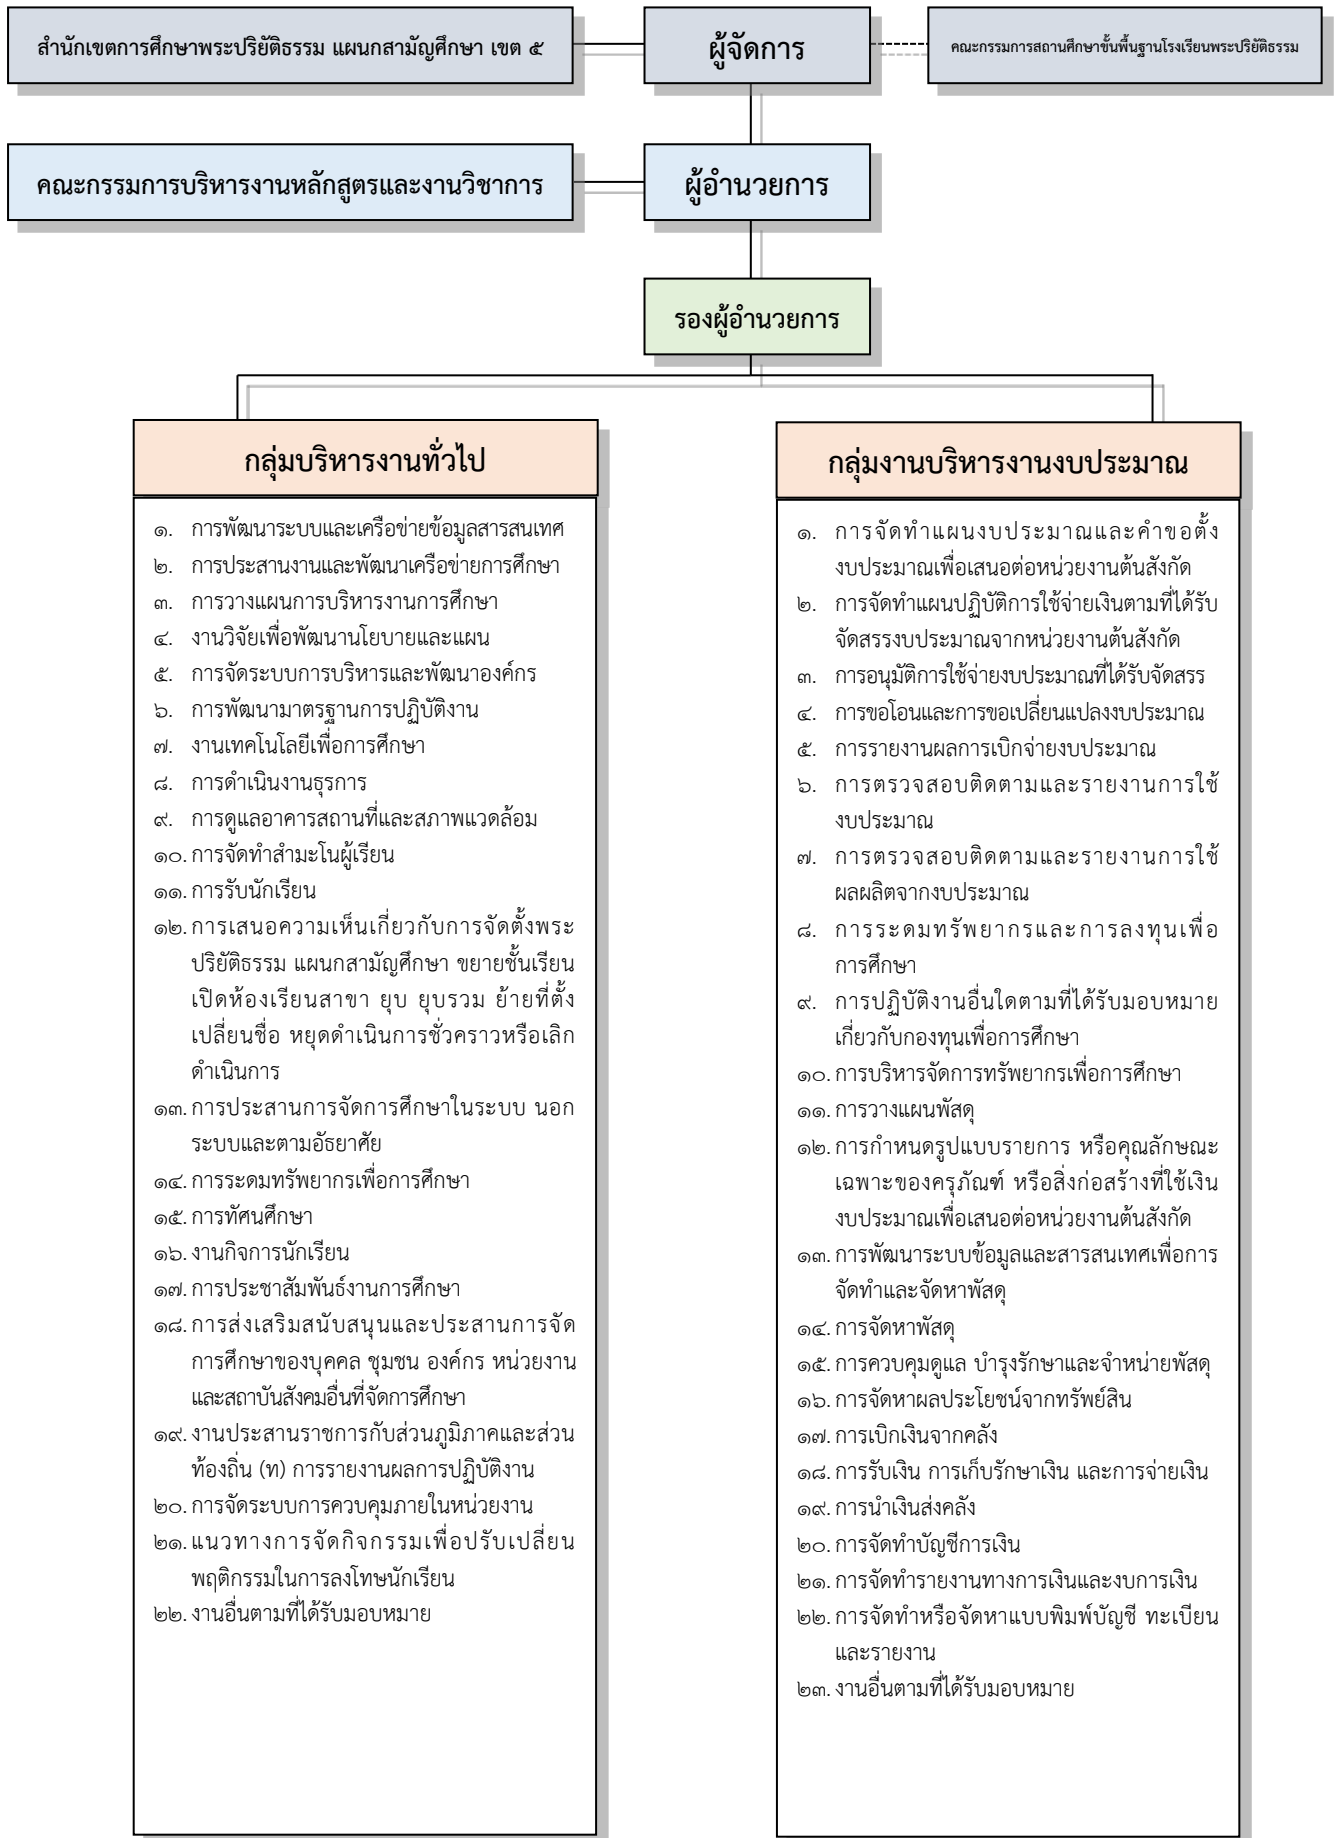 สำนักเขตการศึกษาพระปริยัติธรรม แผนกสามัญศึกษา เขต ๕
ผู้จัดการ
คณะกรรมการสถานศึกษาขั้นพื้นฐานโรงเรียนพระปริยัติธรรม
คณะกรรมการบริหารงานหลักสูตรและงานวิชาการ
ผู้อำนวยการ
รองผู้อำนวยการ
กลุ่มบริหารงานทั่วไป
๑. การพัฒนาระบบและเครือข่ายข้อมูลสารสนเทศ
๒. การประสานงานและพัฒนาเครือข่ายการศึกษา
๓. การวางแผนการบริหารงานการศึกษา
๔. งานวิจัยเพื่อพัฒนานโยบายและแผน
๕. การจัดระบบการบริหารและพัฒนาองค์กร
๖. การพัฒนามาตรฐานการปฏิบัติงาน
๗. งานเทคโนโลยีเพื่อการศึกษา
๘. การดำเนินงานธุรการ
๙. การดูแลอาคารสถานที่และสภาพแวดล้อม
๑๐. การจัดทำสำมะโนผู้เรียน
๑๑. การรับนักเรียน
๑๒. การเสนอความเห็นเกี่ยวกับการจัดตั้งพระ
ปริยัติธรรม แผนกสามัญศึกษา ขยายชั้นเรียน
เปิดห้องเรียนสาขา ยุบ ยุบรวม ย้ายที่ตั้ง
เปลี่ยนชื่อ หยุดดำเนินการชั่วคราวหรือเลิก
ดำเนินการ
๑๓. การประสานการจัดการศึกษาในระบบ นอก
ระบบและตามอัธยาศัย
๑๔. การระดมทรัพยากรเพื่อการศึกษา
๑๕. การทัศนศึกษา
๑๖. งานกิจการนักเรียน
๑๗. การประชาสัมพันธ์งานการศึกษา
๑๘. การส่งเสริมสนับสนุนและประสานการจัด
การศึกษาของบุคคล ชุมชน องค์กร หน่วยงาน
และสถาบันสังคมอื่นที่จัดการศึกษา
๑๙. งานประสานราชการกับส่วนภูมิภาคและส่วน
ท้องถิ่น (ท) การรายงานผลการปฏิบัติงาน
๒๐. การจัดระบบการควบคุมภายในหน่วยงาน
๒๑. แนวทางการจัดกิจกรรมเพื่อปรับเปลี่ยน
พฤติกรรมในการลงโทษนักเรียน
๒๒. งานอื่นตามที่ได้รับมอบหมาย
กลุ่มงานบริหารงานงบประมาณ
๑. การจัดทำแผนงบประมาณและคำขอตั้ง
งบประมาณเพื่อเสนอต่อหน่วยงานต้นสังกัด
๒. การจัดทำแผนปฏิบัติการใช้จ่ายเงินตามที่ได้รับ
จัดสรรงบประมาณจากหน่วยงานต้นสังกัด
๓. การอนุมัติการใช้จ่ายงบประมาณที่ได้รับจัดสรร
๔. การขอโอนและการขอเปลี่ยนแปลงงบประมาณ
๕. การรายงานผลการเบิกจ่ายงบประมาณ
๖. การตรวจสอบติดตามและรายงานการใช้
งบประมาณ
๗. การตรวจสอบติดตามและรายงานการใช้
ผลผลิตจากงบประมาณ
๘. การระดมทรัพยากรและการลงทุนเพื่อ
การศึกษา
๙. การปฏิบัติงานอื่นใดตามที่ได้รับมอบหมาย
เกี่ยวกับกองทุนเพื่อการศึกษา
๑๐. การบริหารจัดการทรัพยากรเพื่อการศึกษา
๑๑. การวางแผนพัสดุ
๑๒. การกำหนดรูปแบบรายการ หรือคุณลักษณะ
เฉพาะของครุภัณฑ์ หรือสิ่งก่อสร้างที่ใช้เงิน
งบประมาณเพื่อเสนอต่อหน่วยงานต้นสังกัด
๑๓. การพัฒนาระบบข้อมูลและสารสนเทศเพื่อการ
จัดทำและจัดหาพัสดุ
๑๔. การจัดหาพัสดุ
๑๕. การควบคุมดูแล บำรุงรักษาและจำหน่ายพัสดุ
๑๖. การจัดหาผลประโยชน์จากทรัพย์สิน
๑๗. การเบิกเงินจากคลัง
๑๘. การรับเงิน การเก็บรักษาเงิน และการจ่ายเงิน
๑๙. การนำเงินส่งคลัง
๒๐. การจัดทำบัญชีการเงิน
๒๑. การจัดทำรายงานทางการเงินและงบการเงิน
๒๒. การจัดทำหรือจัดหาแบบพิมพ์บัญชี ทะเบียน
และรายงาน
๒๓. งานอื่นตามที่ได้รับมอบหมาย